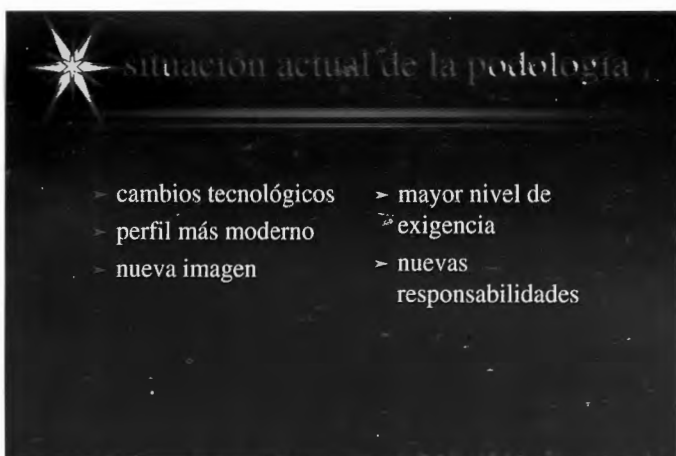 situación actual de la podología
➢ cambios tecnológicos
➢ perfil más moderno
➢ nueva imagen
➢ mayor nivel de
exigencia
➢ nuevas
responsabilidades